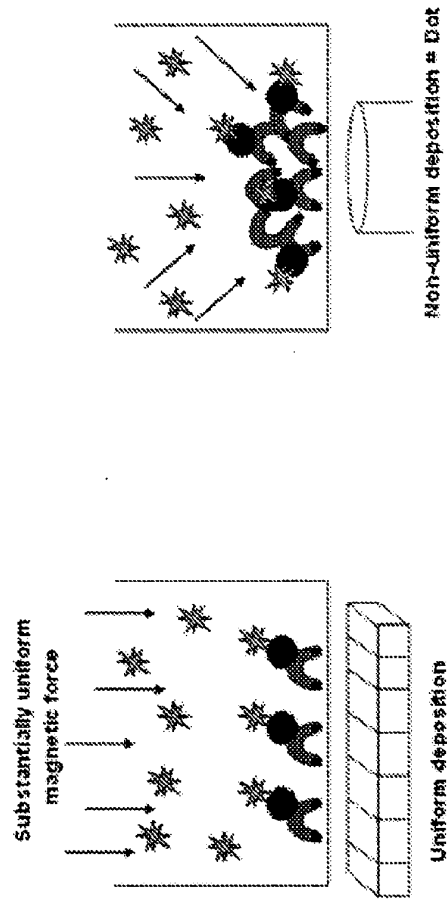 Substantially uniform
magnetic force
Uniform deposition
Non-uniform deposition = Dot